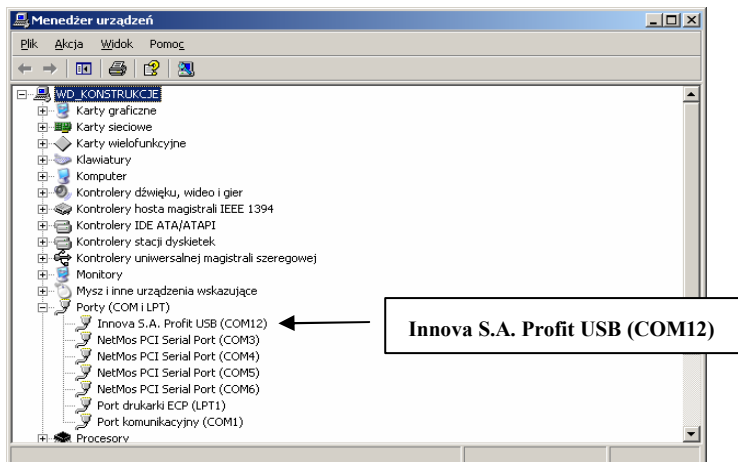 Menedżer urządzeń
Plik Akcja Widok Pomoc
WD_KONSTRUKCJE
Karty graficzne
Karty sieciowe
Karty wielofunkcyjne
Klawiatury
Komputer
Kontrolery dźwięku, wideo i gier
Kontrolery hosta magistrali IEEE 1394
Kontrolery IDE ATA/ATAPI
Kontrolery stacji dyskietek
Kontrolery uniwersalnej magistrali szeregowej
Monitory
Mysz i inne urządzenia wskazujące
Porty (COM i LPT)
Innova S.A. Profit USB (COM12)
Innova S.A. Profit USB (COM12)
NetMos PCI Serial Port (COM3)
NetMos PCI Serial Port (COM4)
NetMos PCI Serial Port (COM5)
NetMos PCI Serial Port (COM6)
Port drukarki ECP (LPT1)
Port komunikacyjny (COM1)
Procesory